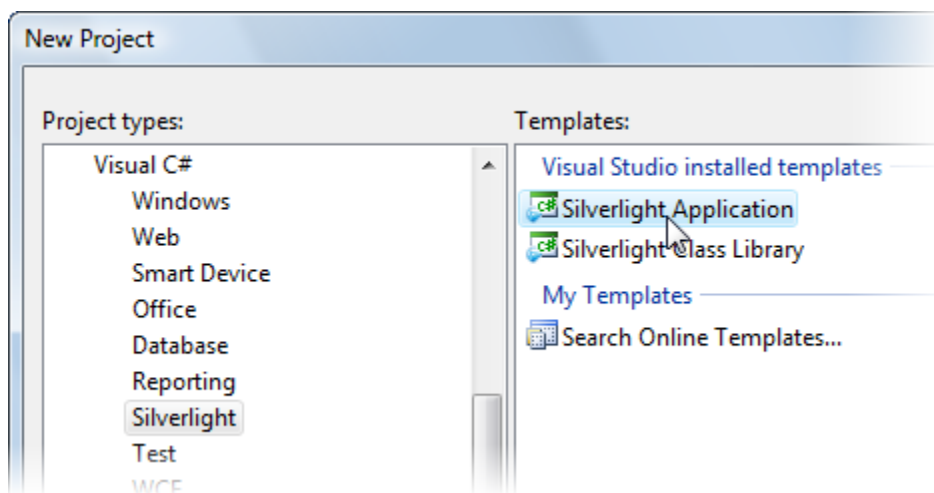 New Project
Project types:
Visual C#
Windows
Web
Smart Device
Office
Database
Reporting
Silverlight
Test
WCF
Templates:
Visual Studio installed templates
Silverlight Application
Silverlight Class Library
My Templates
Search Online Templates...